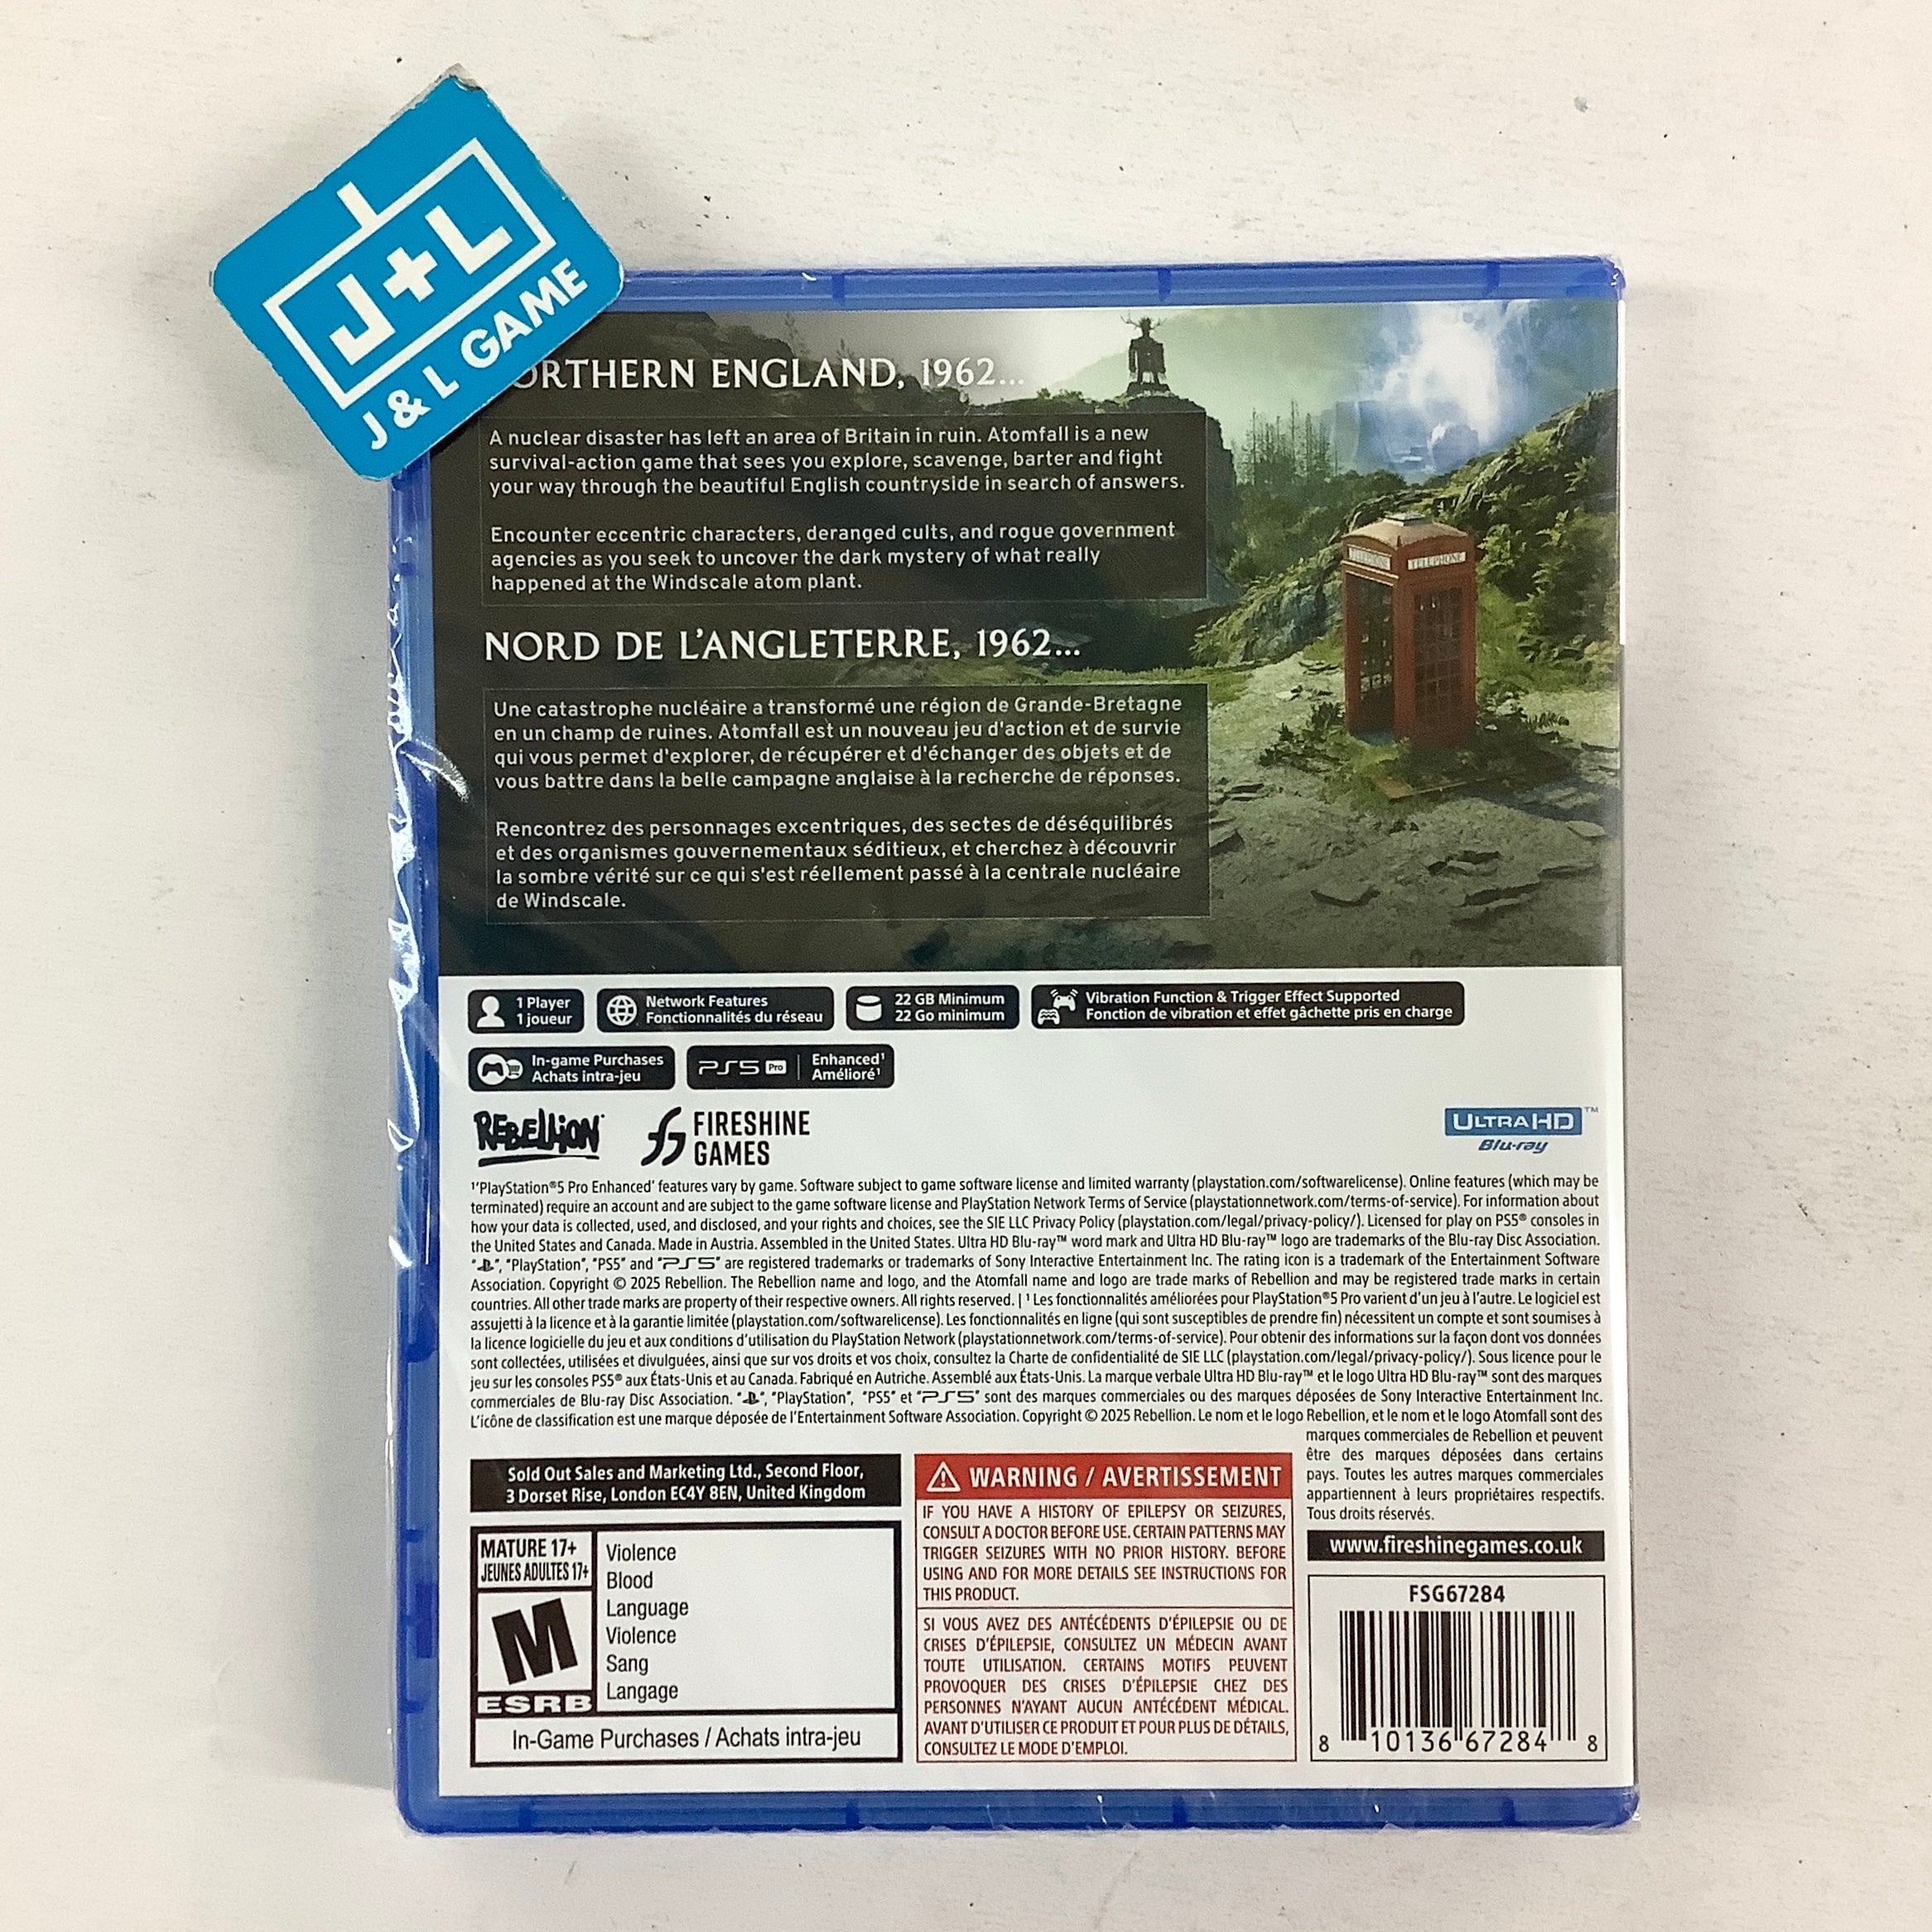 J+L
J & L GAME
ORTHERN ENGLAND, 1962...
A nuclear disaster has left an area of Britain in ruin. Atomfall is a new
survival-action game that sees you explore, scavenge, barter and fight
your way through the beautiful English countryside in search of answers.
Encounter eccentric characters, deranged cults, and rogue government
agencies as you seek to uncover the dark mystery of what really
happened at the Windscale atom plant.
TELEPHONE
NORD DE L'ANGLETERRE, 1962...
Une catastrophe nucléaire a transformé une région de Grande-Bretagne
en un champ de ruines. Atomfall est un nouveau jeu d'action et de survie
qui vous permet d'explorer, de récupérer et d'échanger des objets et de
vous battre dans la belle campagne anglaise à la recherche de réponses.
Rencontrez des personnages excentriques, des sectes de déséquilibrés
et des organismes gouvernementaux séditieux, et cherchez à découvrir
la sombre vérité sur ce qui s'est réellement passé à la centrale nucléaire
de Windscale.
1 Player
1 joueur
Network Features
Fonctionnalités du réseau
22 GB Minimum
22 Go minimum
Vibration Function & Trigger Effect Supported
Fonction de vibration et effet gâchette pris en charge
In-game Purchases
Achats intra-jeu
PS5 Pro
Enhanced¹
Amélioré¹
REBELLION
FIRESHINE
GAMES
ULTRA HD™
Blu-ray
¹'PlayStation®5 Pro Enhanced' features vary by game. Software subject to game software license and limited warranty (playstation.com/softwarelicense). Online features (which may be
terminated) require an account and are subject to the game software license and PlayStation Network Terms of Service (playstationnetwork.com/terms-of-service). For information about
how your data is collected, used, and disclosed, and your rights and choices, see the SIE LLC Privacy Policy (playstation.com/legal/privacy-policy/). Licensed for play on PS5® consoles in
the United States and Canada. Made in Austria. Assembled in the United States. Ultra HD Blu-ray™ word mark and Ultra HD Blu-ray™ logo are trademarks of the Blu-ray Disc Association.
"", "PlayStation", "PS5" and "PS5" are registered trademarks or trademarks of Sony Interactive Entertainment Inc. The rating icon is a trademark of the Entertainment Software
Association. Copyright © 2025 Rebellion. The Rebellion name and logo, and the Atomfall name and logo are trade marks of Rebellion and may be registered trade marks in certain
countries. All other trade marks are property of their respective owners. All rights reserved. | ¹ Les fonctionnalités améliorées pour PlayStation®5 Pro varient d'un jeu à l'autre. Le logiciel est
assujetti à la licence et à la garantie limitée (playstation.com/softwarelicense). Les fonctionnalités en ligne (qui sont susceptibles de prendre fin) nécessitent un compte et sont soumises à
la licence logicielle du jeu et aux conditions d'utilisation du PlayStation Network (playstationnetwork.com/terms-of-service). Pour obtenir des informations sur la façon dont vos données
sont collectées, utilisées et divulguées, ainsi que sur vos droits et vos choix, consultez la Charte de confidentialité de SIE LLC (playstation.com/legal/privacy-policy/). Sous licence pour le
jeu sur les consoles PS5® aux États-Unis et au Canada. Fabriqué en Autriche. Assemblé aux États-Unis. La marque verbale Ultra HD Blu-ray™ et le logo Ultra HD Blu-ray™ sont des marques
commerciales de Blu-ray Disc Association. "", "PlayStation", "PS5" et "PS5" sont des marques commerciales ou des marques déposées de Sony Interactive Entertainment Inc.
L'icône de classification est une marque déposée de l'Entertainment Software Association. Copyright © 2025 Rebellion. Le nom et le logo Rebellion, et le nom et le logo Atomfall sont des
marques commerciales de Rebellion et peuvent
être des marques déposées dans certains
pays. Toutes les autres marques commerciales
appartiennent à leurs propriétaires respectifs.
Tous droits réservés.
Sold Out Sales and Marketing Ltd., Second Floor,
3 Dorset Rise, London EC4Y 8EN, United Kingdom
MATURE 17+
JEUNES ADULTES 17+
M
ESRB
Violence
Blood
Language
Violence
Sang
Langage
In-Game Purchases / Achats intra-jeu
WARNING / AVERTISSEMENT
IF YOU HAVE A HISTORY OF EPILEPSY OR SEIZURES,
CONSULT A DOCTOR BEFORE USE. CERTAIN PATTERNS MAY
TRIGGER SEIZURES WITH NO PRIOR HISTORY. BEFORE
USING AND FOR MORE DETAILS SEE INSTRUCTIONS FOR
THIS PRODUCT.
SI VOUS AVEZ DES ANTÉCÉDENTS D'ÉPILEPSIE OU DE
CRISES D'ÉPILEPSIE, CONSULTEZ UN MÉDECIN AVANT
TOUTE UTILISATION. CERTAINS MOTIFS PEUVENT
PROVOQUER DES CRISES D'ÉPILEPSIE CHEZ DES
PERSONNES N'AYANT AUCUN ANTÉCÉDENT MÉDICAL.
AVANT D'UTILISER CE PRODUIT ET POUR PLUS DE DÉTAILS,
CONSULTEZ LE MODE D'EMPLOI.
www.fireshinegames.co.uk
FSG67284
8 10136 67284 8